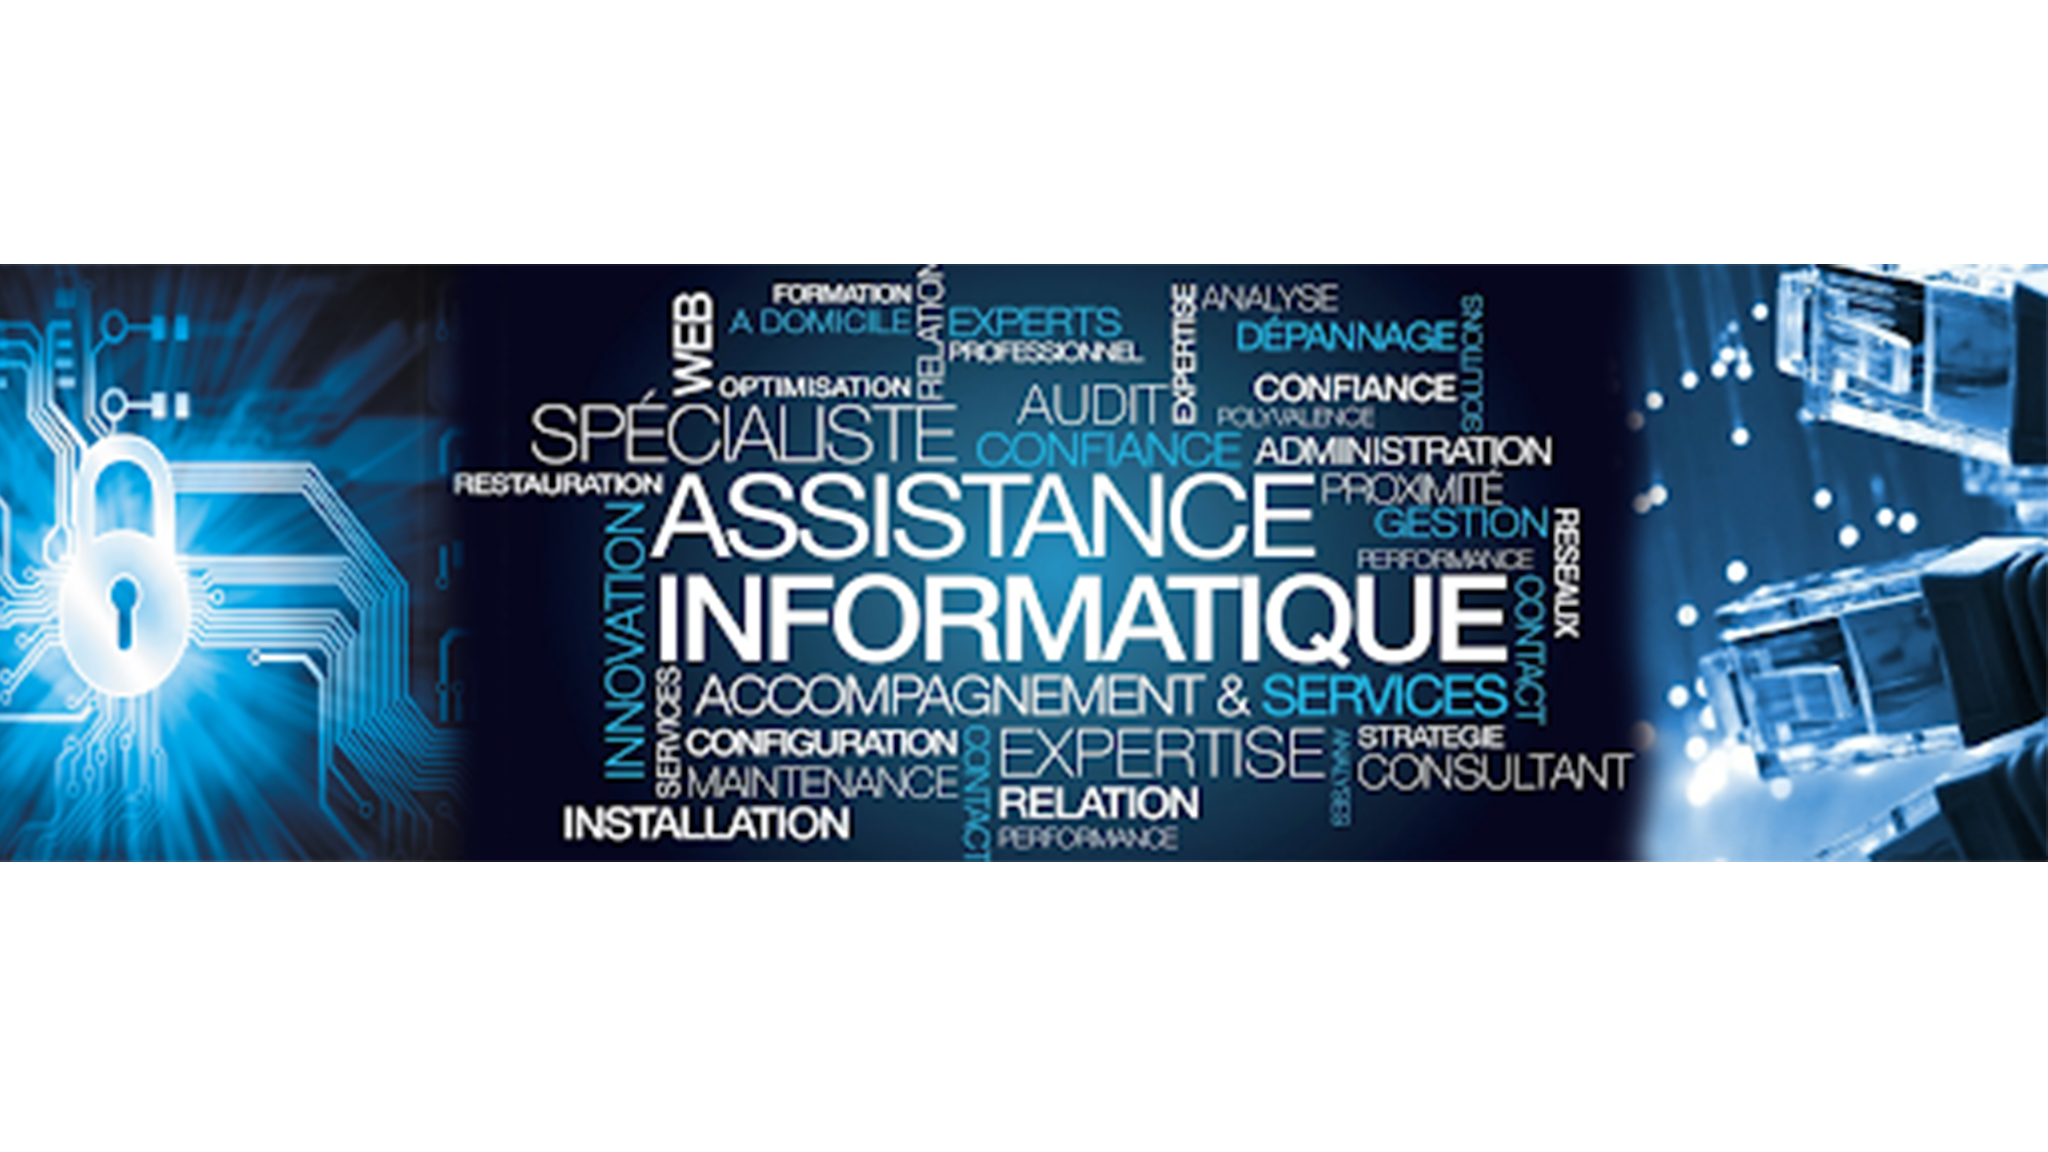 WEB
FORMATION
A DOMICILE
RELATION
EXPERTS
PROFESSIONNEL
EXPERTISE
ANALYSE
DÉPANNAGE
SOLUTIONS
OPTIMISATION
SPÉCIALISTE
AUDIT
CONFIANCE
CONFIANCE
POLYVALENCE
ADMINISTRATION
RESTAURATION
ASSISTANCE
PROXIMITÉ
GESTION
PERFORMANCE
RESEAUX
INNOVATION
INFORMATIQUE
CONTACT
SERVICES
ACCOMPAGNEMENT & SERVICES
CONFIGURATION
MAINTENANCE
INSTALLATION
CONTACT
EXPERTISE
RELATION
PERFORMANCE
ANALYSES
STRATEGIE
CONSULTANT